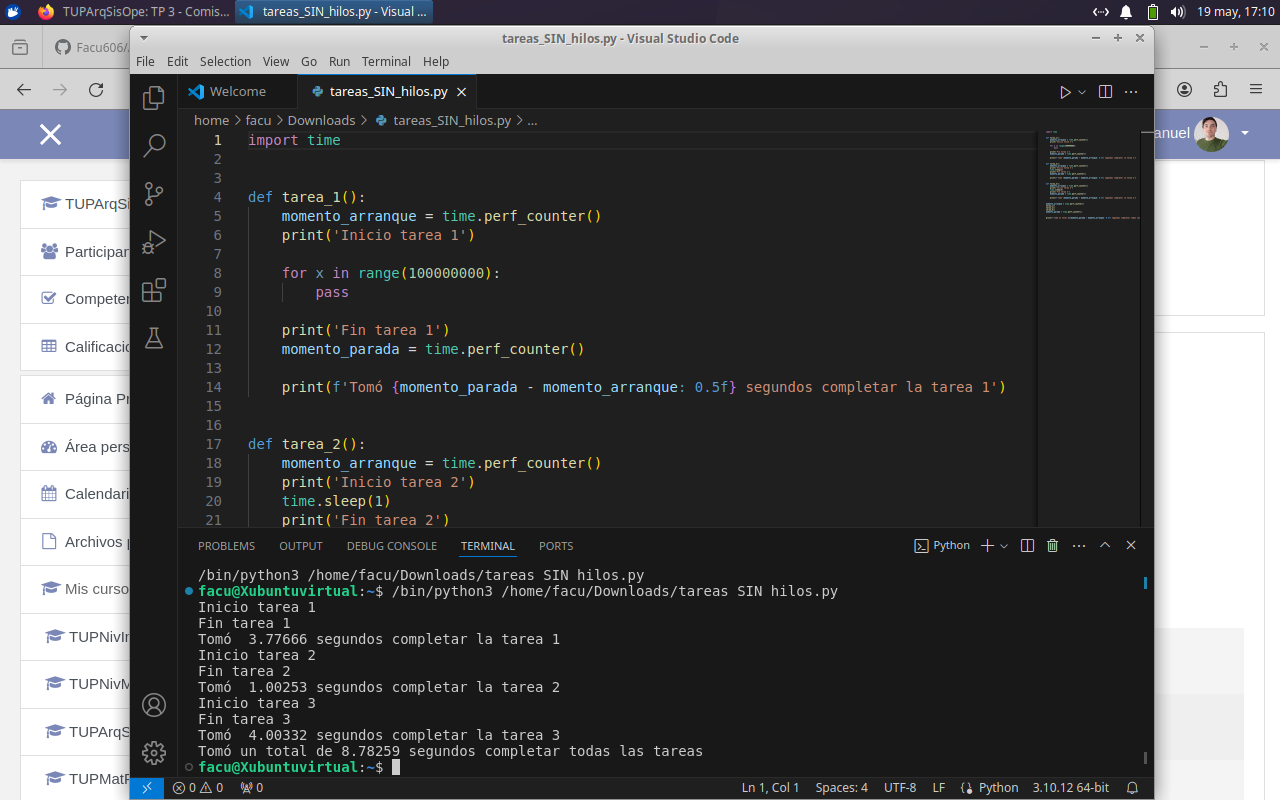 TUPArqSisOpe: TP 3 - Comis...
tareas_SIN_hilos.py - Visual ...
19 may, 17:10
Facu606/
tareas_SIN_hilos.py - Visual Studio Code
File Edit Selection View Go Run Terminal Help
Welcome
tareas_SIN_hilos.py
home > facu > Downloads > tareas_SIN_hilos.py > ...
anuel
TUPArqSi
Participan
Competen
Calificacio
Página Pr
Área pers
Calendari
Archivos p
Mis curso
TUPNivIn
TUPNivM
TUPArqS
TUPMatF
1 import time
2
3
4 def tarea_1():
5 momento_arranque = time.perf_counter()
6 print('Inicio tarea 1')
7
8 for x in range(100000000):
9 pass
10
11 print('Fin tarea 1')
12 momento_parada = time.perf_counter()
13
14 print(f'Tomó {momento_parada - momento_arranque: 0.5f} segundos completar la tarea 1')
15
16
17 def tarea_2():
18 momento_arranque = time.perf_counter()
19 print('Inicio tarea 2')
20 time.sleep(1)
21 print('Fin tarea 2')
PROBLEMS OUTPUT DEBUG CONSOLE TERMINAL PORTS
Python
/bin/python3 /home/facu/Downloads/tareas SIN hilos.py
facu@Xubuntuvirtual:~$ /bin/python3 /home/facu/Downloads/tareas SIN hilos.py
Inicio tarea 1
Fin tarea 1
Tomó  3.77666 segundos completar la tarea 1
Inicio tarea 2
Fin tarea 2
Tomó  1.00253 segundos completar la tarea 2
Inicio tarea 3
Fin tarea 3
Tomó  4.00332 segundos completar la tarea 3
Tomó un total de 8.78259 segundos completar todas las tareas
facu@Xubuntuvirtual:~$
0 0 0
Ln 1, Col 1 Spaces: 4 UTF-8 LF Python 3.10.12 64-bit